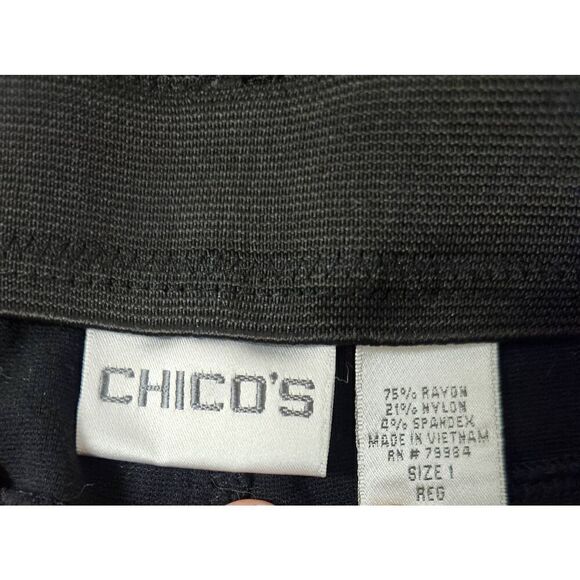 CHICO'S
75% RAYON
21% NYLON
4% SPANDEX
MADE IN VIETNAM
RN # 79984
SIZE 1
REG